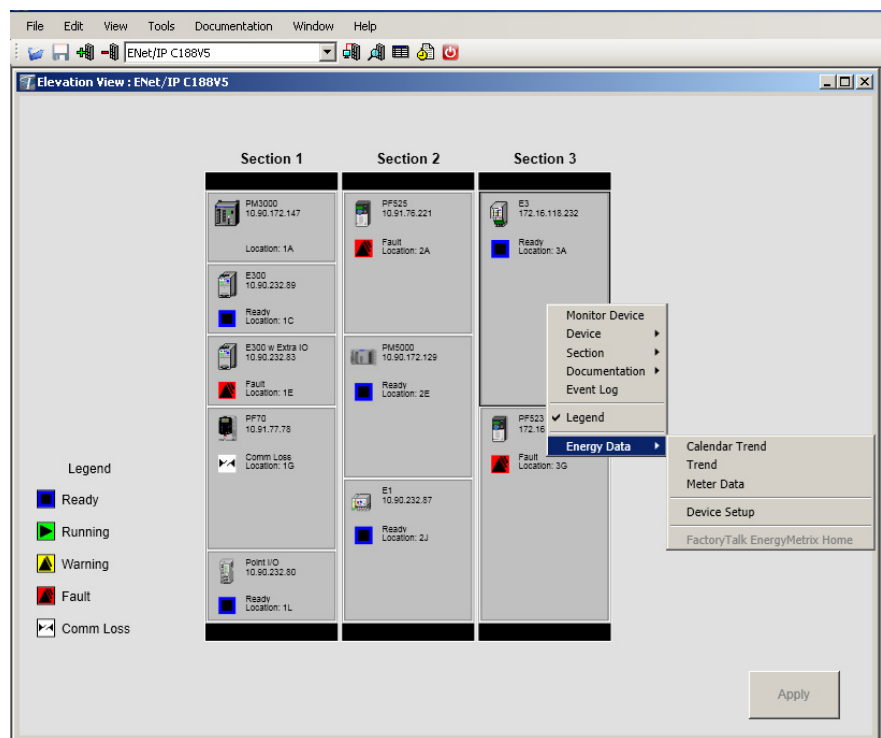 File Edit View Tools Documentation Window Help
ENet/IP C188V5
Elevation View : ENet/IP C188V5
Section 1
PM3000
10.90.172.147
Location: 1A
E300
10.90.232.89
Ready
Location: 1C
E300 w Extra IO
10.90.232.83
Fault
Location: 1E
PF70
10.91.77.78
Comm Loss
Location: 1G
Point I/O
10.90.232.80
Ready
Location: 1L
Section 2
PF525
10.91.76.221
Fault
Location: 2A
PM5000
10.90.172.129
Ready
Location: 2E
E1
10.90.232.87
Ready
Location: 2J
Section 3
E3
172.16.118.232
Ready
Location: 3A
PF523
172.16
Fault
Location: 3G
Monitor Device
Device
Section
Documentation
Event Log
Legend
Energy Data
Calendar Trend
Trend
Meter Data
Device Setup
FactoryTalk EnergyMetrix Home
Legend
Ready
Running
Warning
Fault
Comm Loss
Apply